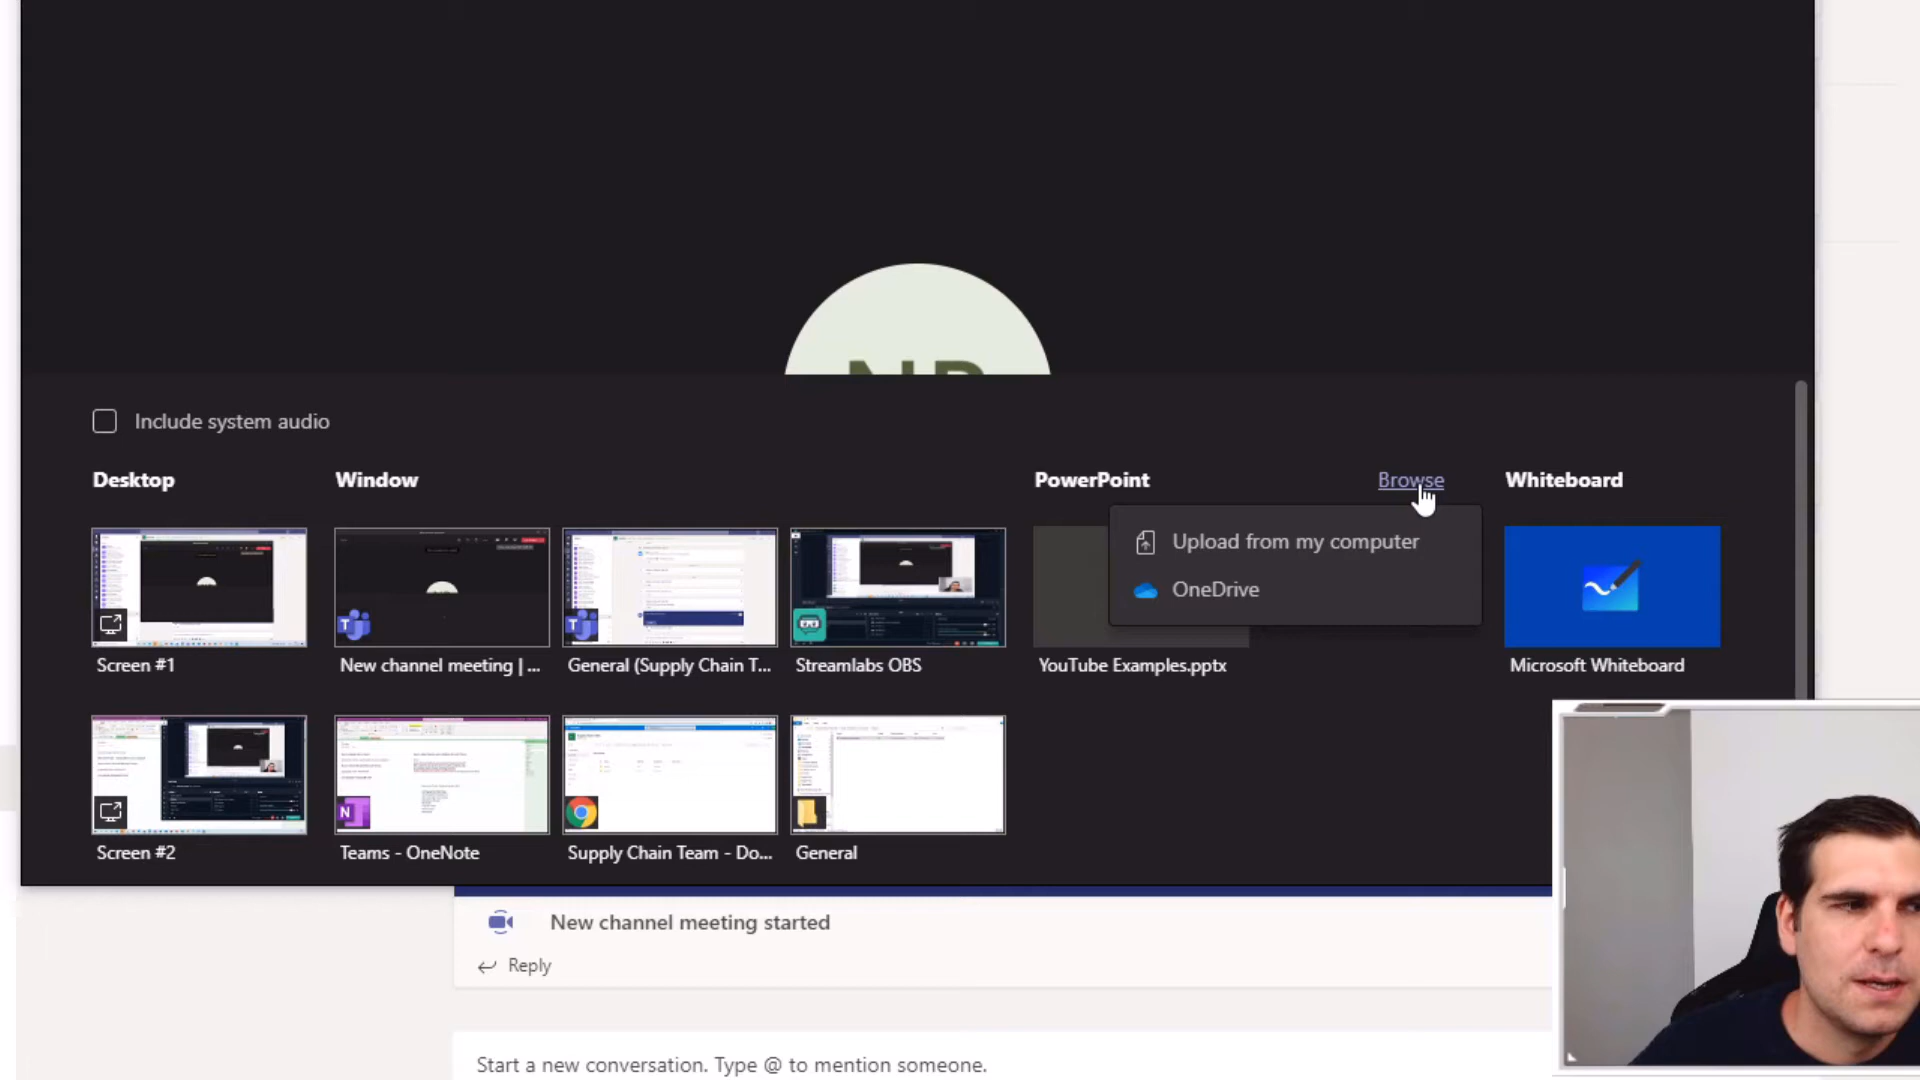 Include system audio
Desktop
Window
PowerPoint
Browse
Whiteboard
Upload from my computer
OneDrive
Screen #1
New channel meeting | ...
General (Supply Chain T...
Streamlabs OBS
YouTube Examples.pptx
Microsoft Whiteboard
Screen #2
Teams - OneNote
Supply Chain Team - Do...
General
New channel meeting started
Reply
Start a new conversation. Type @ to mention someone.